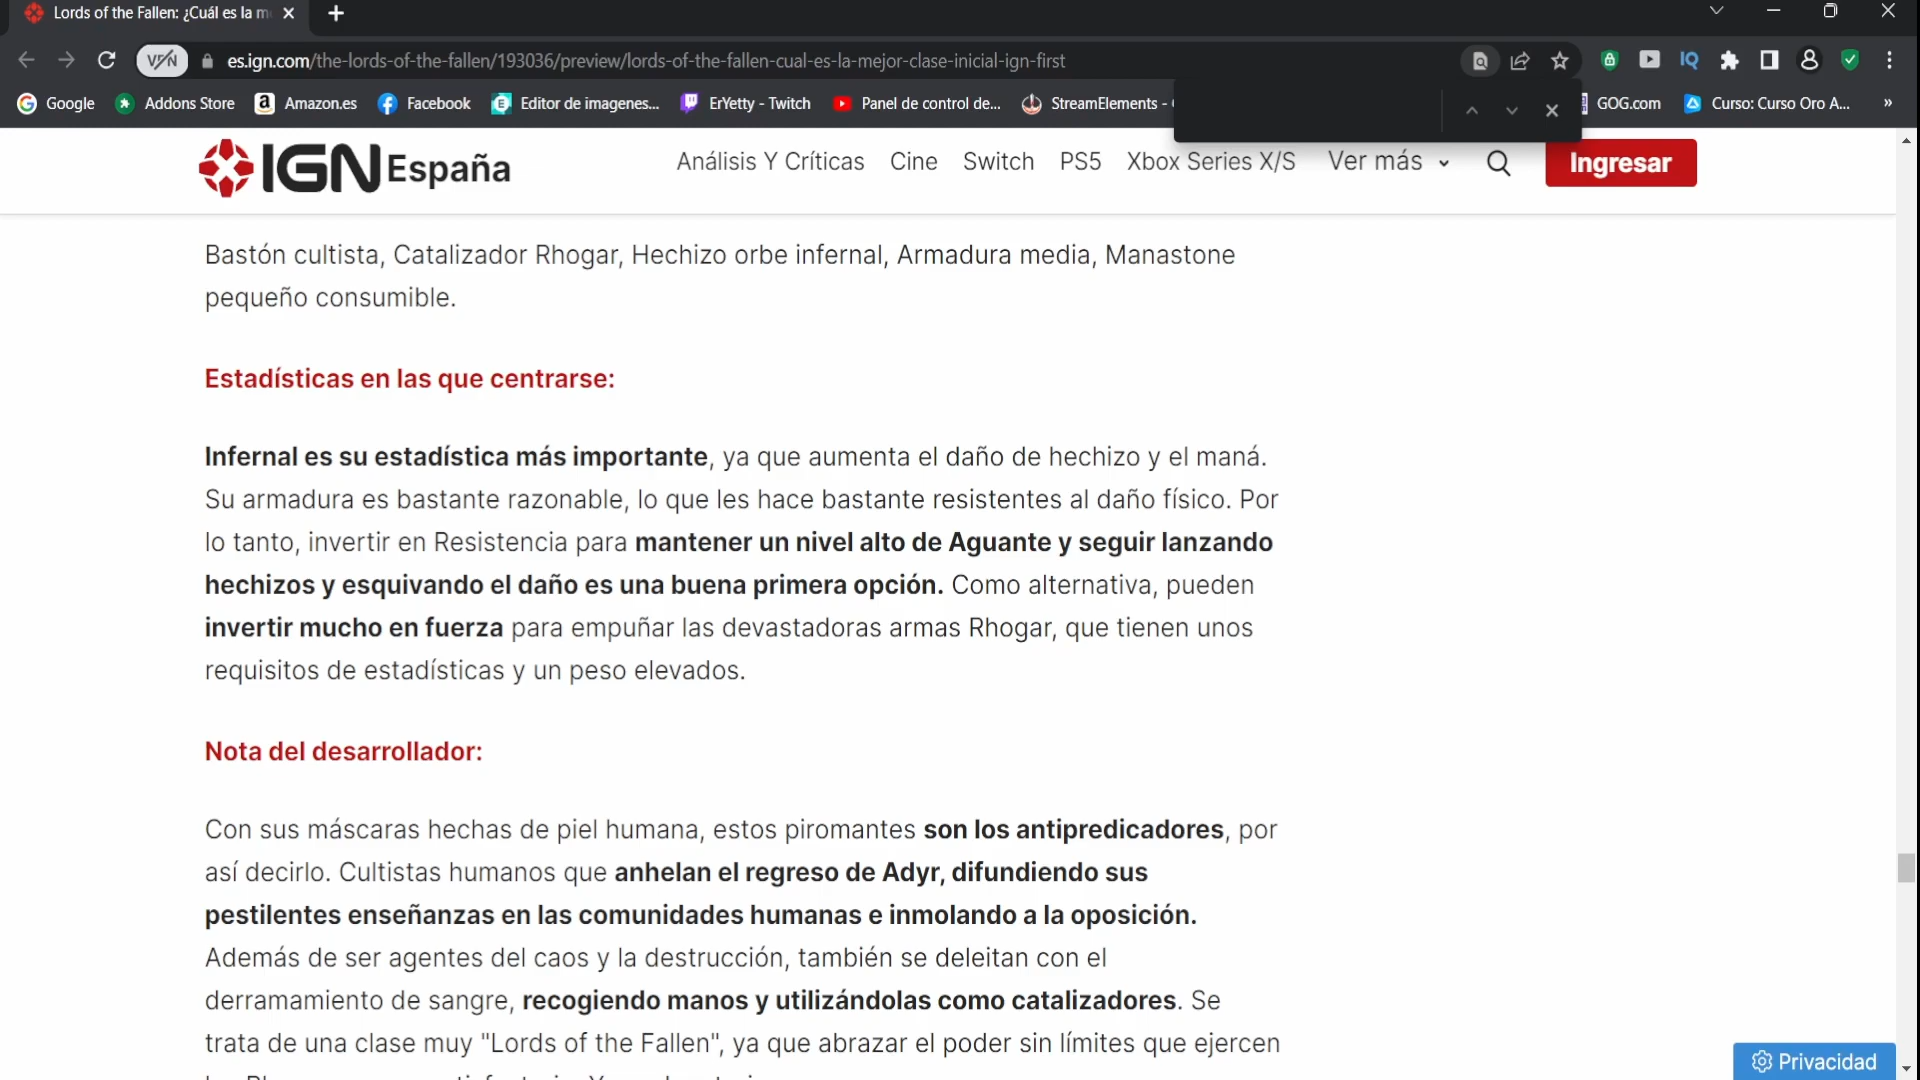 Lords of the Fallen: ¿Cuál es la m
VPN
es.ign.com/the-lords-of-the-fallen/193036/preview/lords-of-the-fallen-cual-es-la-mejor-clase-inicial-ign-first
IQ
Google
Addons Store
Amazon.es
Facebook
Editor de imagenes...
ErYetty - Twitch
Panel de control de...
StreamElements -
GOG.com
Curso: Curso Oro A...
»
IGN España
Análisis Y Críticas
Cine
Switch
PS5
Xbox Series X/S
Ver más
Ingresar
Bastón cultista, Catalizador Rhogar, Hechizo orbe infernal, Armadura media, Manastone
pequeño consumible.
Estadísticas en las que centrarse:
Infernal es su estadística más importante, ya que aumenta el daño de hechizo y el maná.
Su armadura es bastante razonable, lo que les hace bastante resistentes al daño físico. Por
lo tanto, invertir en Resistencia para mantener un nivel alto de Aguante y seguir lanzando
hechizos y esquivando el daño es una buena primera opción. Como alternativa, pueden
invertir mucho en fuerza para empuñar las devastadoras armas Rhogar, que tienen unos
requisitos de estadísticas y un peso elevados.
Nota del desarrollador:
Con sus máscaras hechas de piel humana, estos piromantes son los antipredicadores, por
así decirlo. Cultistas humanos que anhelan el regreso de Adyr, difundiendo sus
pestilentes enseñanzas en las comunidades humanas e inmolando a la oposición.
Además de ser agentes del caos y la destrucción, también se deleitan con el
derramamiento de sangre, recogiendo manos y utilizándolas como catalizadores. Se
trata de una clase muy "Lords of the Fallen", ya que abrazar el poder sin límites que ejercen
Privacidad